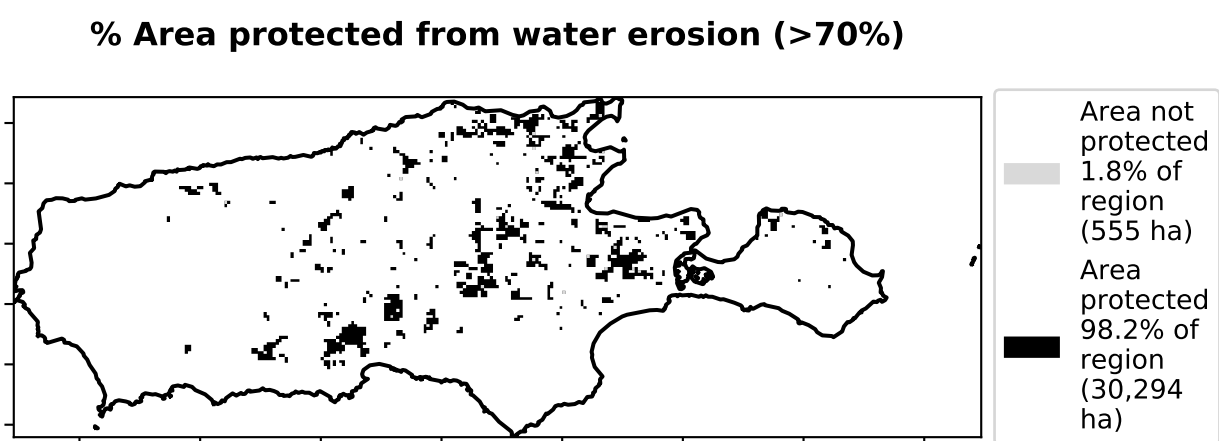 % Area protected from water erosion (>70%)
Area not
protected
1.8% of
region
(555 ha)
Area
protected
98.2% of
region
(30,294
ha)